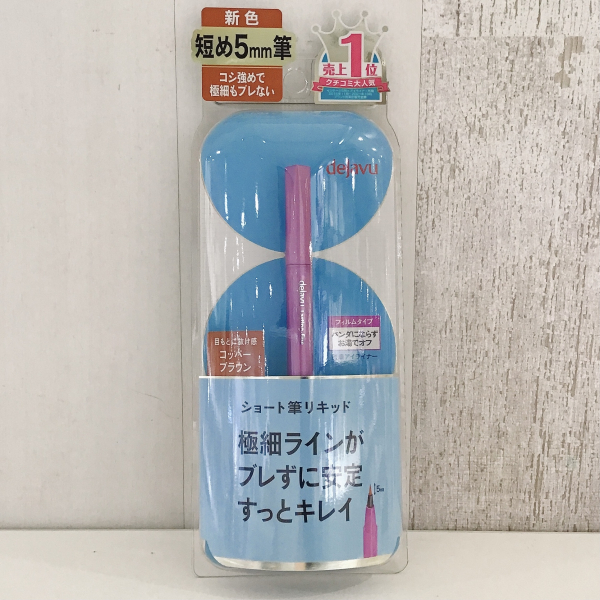 新色
短め5mm筆
コシ強めで
極細もブレない
売上1位
クチコミ大人気
dejavu
dejavu
目もとに抜け感
コッパー
ブラウン
フィルムタイプ
パンダにならず
お湯でオフ
ショート筆リキッド
極細ラインが
ブレずに安定
すっとキレイ
5mm